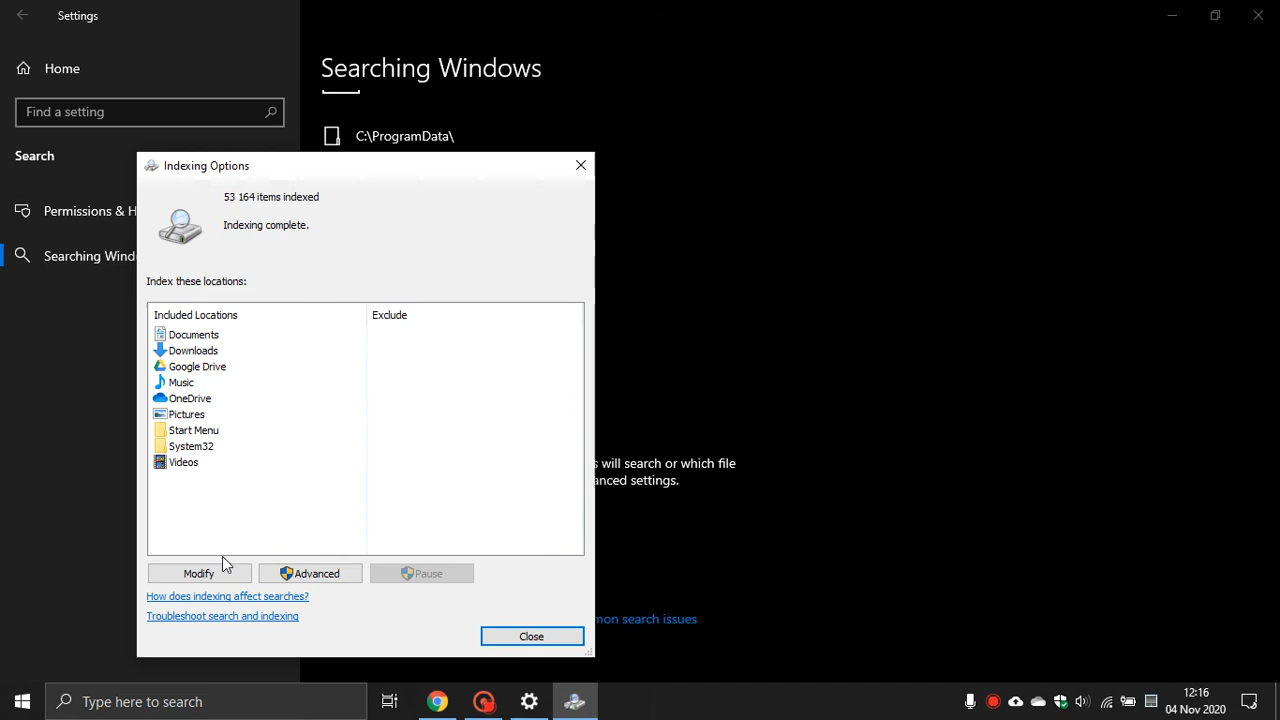 Settings
Home
Find a setting
Search
Permissions & H
Searching Wind
Searching Windows
C:\ProgramData\
Indexing Options
53 164 items indexed
Indexing complete.
Index these locations:
Included Locations
Exclude
Documents
Downloads
Google Drive
Music
OneDrive
Pictures
Start Menu
System32
Videos
s will search or which file
anced settings.
Modify
Advanced
Pause
How does indexing affect searches?
Troubleshoot search and indexing
mon search issues
Close
Type here to search
12:16
04 Nov 2020